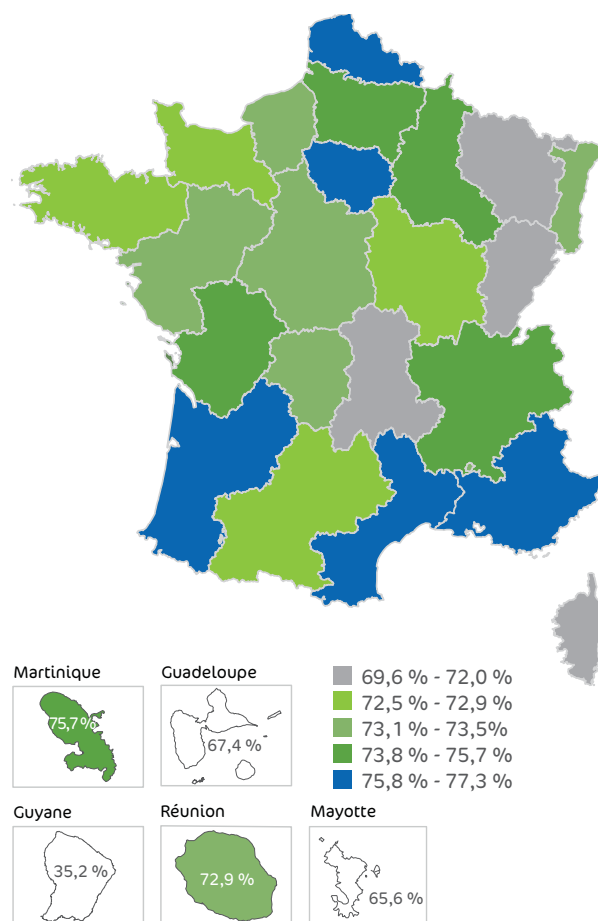 Martinique
75,7 %
Guadeloupe
67,4 %
69,6 % - 72,0 %
72,5 % - 72,9 %
73,1 % - 73,5%
73,8 % - 75,7 %
75,8 % - 77,3 %
Guyane
35,2 %
Réunion
72,9 %
Mayotte
65,6 %